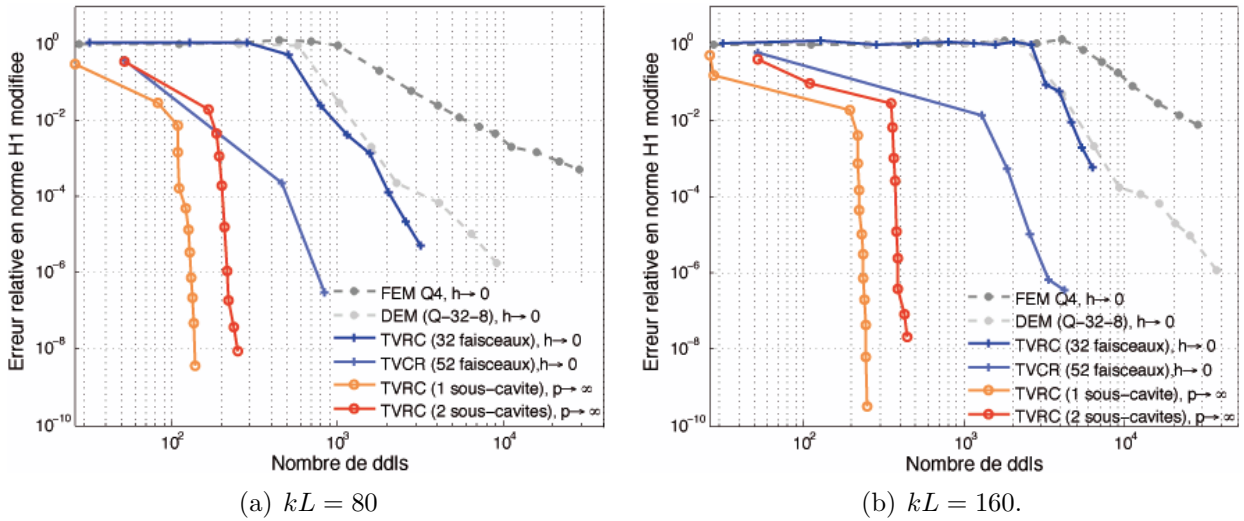 Erreur relative en norme H1 modifiee
10^0
10^-2
10^-4
10^-6
10^-8
10^-10
FEM Q4, h→0
DEM (Q-32-8), h→0
TVRC (32 faisceaux), h→0
TVCR (52 faisceaux),h→0
TVRC (1 sous-cavite), p→∞
TVRC (2 sous-cavites), p→∞
10^2
10^3
10^4
Nombre de ddls
(a) kL = 80
Erreur relative en norme H1 modifiee
10^0
10^-2
10^-4
10^-6
10^-8
10^-10
FEM Q4, h→0
DEM (Q-32-8), h→0
TVRC (32 faisceaux), h→0
TVCR (52 faisceaux),h→0
TVRC (1 sous-cavite), p→∞
TVRC (2 sous-cavites), p→∞
10^2
10^3
10^4
Nombre de ddls
(b) kL = 160.